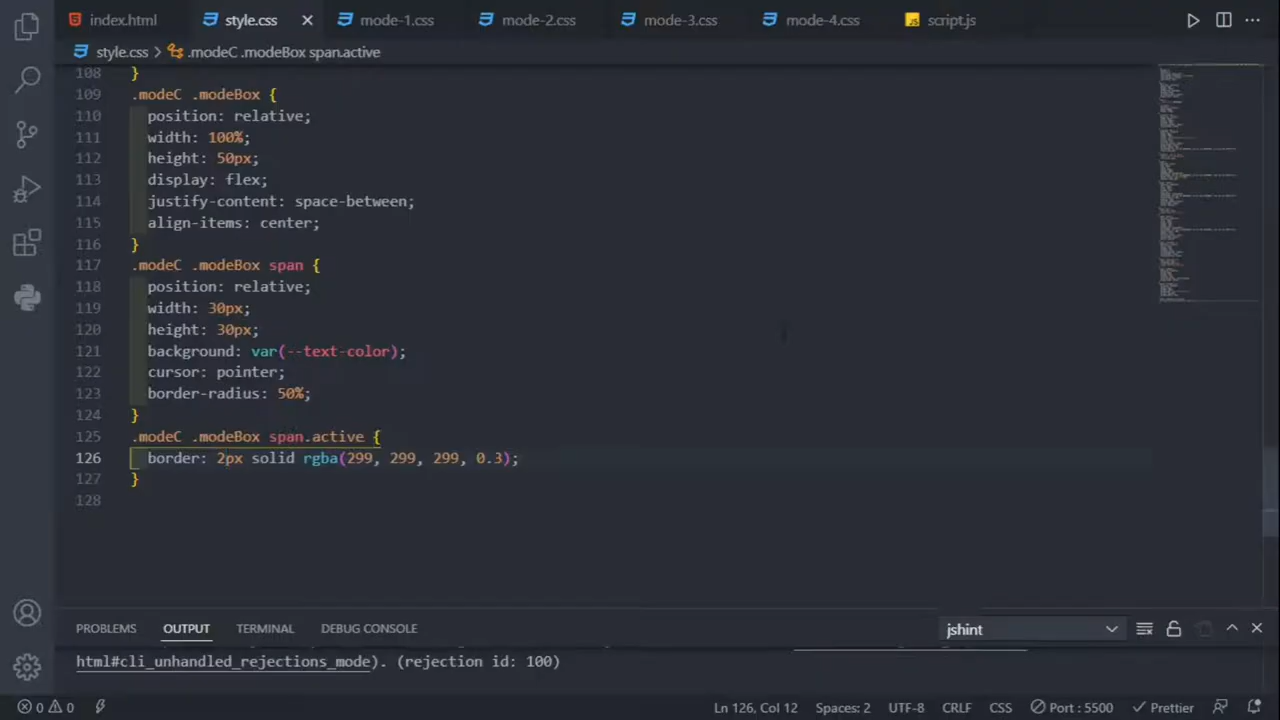 index.html style.css mode-1.css mode-2.css mode-3.css mode-4.css script.js
style.css > .modeC .modeBox span.active
108 }
109 .modeC .modeBox {
110 position: relative;
111 width: 100%;
112 height: 50px;
113 display: flex;
114 justify-content: space-between;
115 align-items: center;
116 }
117 .modeC .modeBox span {
118 position: relative;
119 width: 30px;
120 height: 30px;
121 background: var(--text-color);
122 cursor: pointer;
123 border-radius: 50%;
124 }
125 .modeC .modeBox span.active {
126 border: 2px solid rgba(299, 299, 299, 0.3);
127 }
128
PROBLEMS OUTPUT TERMINAL DEBUG CONSOLE jshint
html#cli_unhandled_rejections_mode). (rejection id: 100)
0 0 Ln 126, Col 12 Spaces: 2 UTF-8 CRLF CSS Port : 5500 Prettier